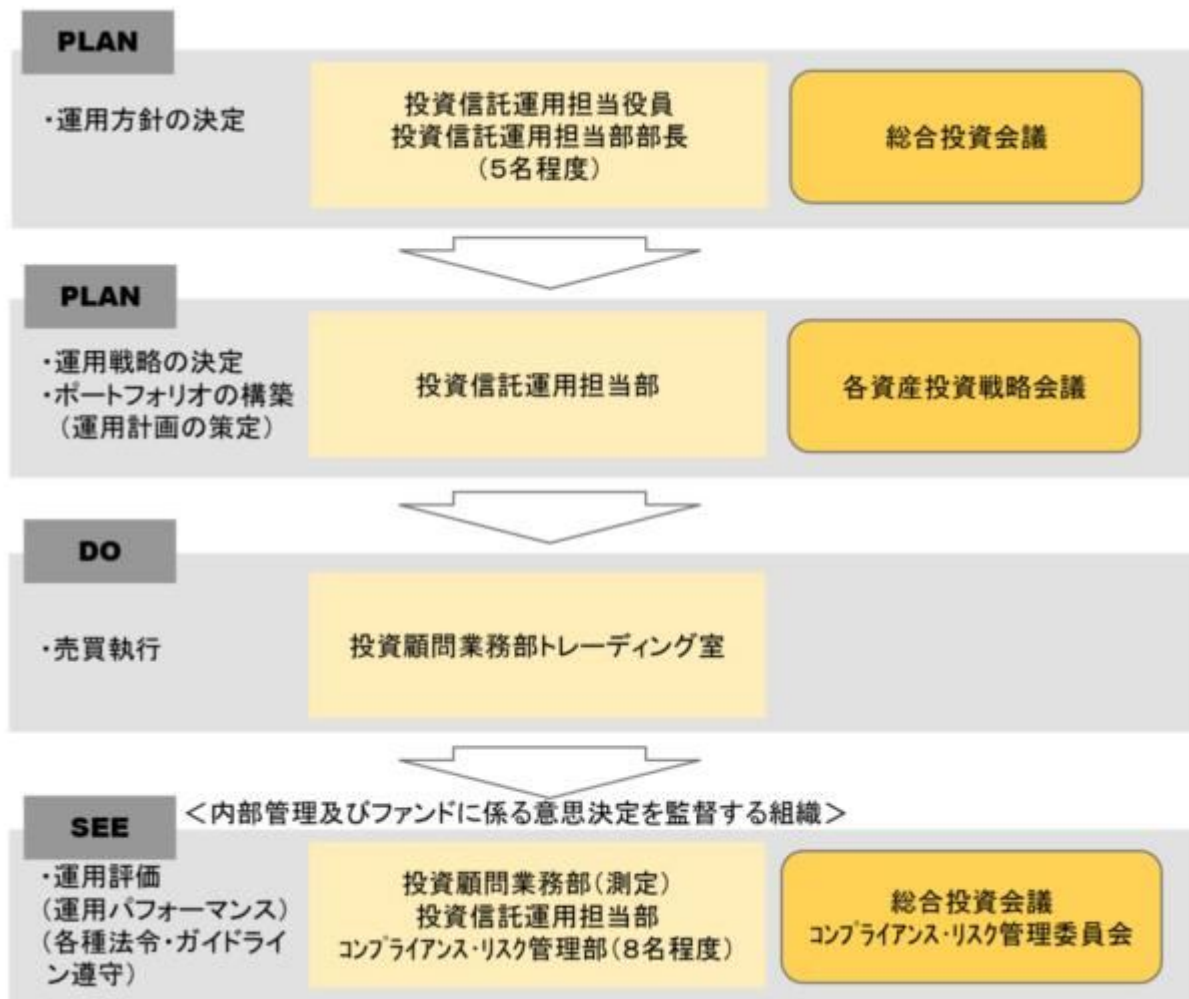 PLAN
・運用方針の決定
投資信託運用担当役員
投資信託運用担当部部長
(5名程度)
総合投資会議
PLAN
・運用戦略の決定
・ポートフォリオの構築
(運用計画の策定)
投資信託運用担当部
各資産投資戦略会議
DO
・売買執行
投資顧問業務部トレーディング室
<内部管理及びファンドに係る意思決定を監督する組織>
SEE
・運用評価
(運用パフォーマンス)
(各種法令・ガイドライ
ン遵守)
投資顧問業務部(測定)
投資信託運用担当部
コンプライアンス・リスク管理部(8名程度)
総合投資会議
コンプライアンス・リスク管理委員会